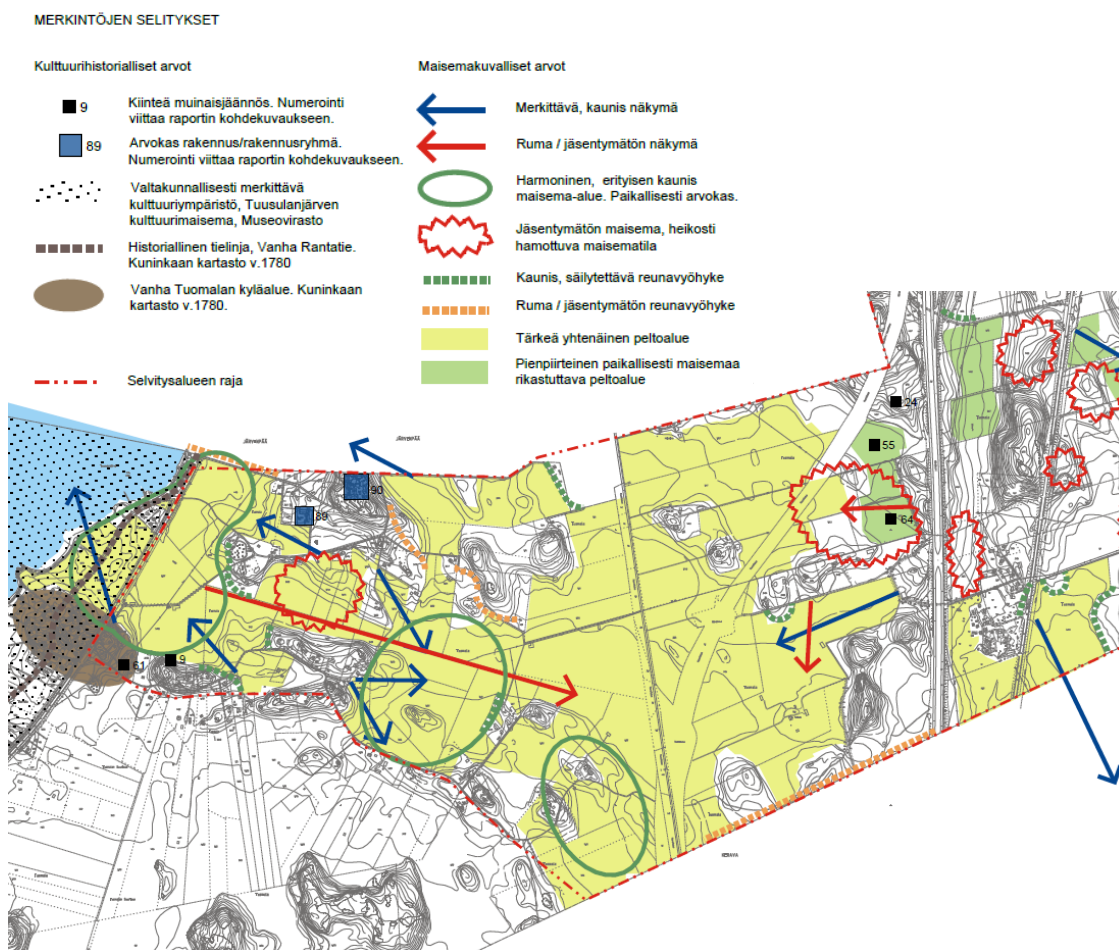 MERKINTÖJEN SELITYKSET
Kulttuurihistorialliset arvot
9
Kiinteä muinaisjäännös. Numerointi
viittaa raportin kohdekuvaukseen.
89
Arvokas rakennus/rakennusryhmä.
Numerointi viittaa raportin kohdekuvaukseen.
Valtakunnallisesti merkittävä
kulttuuriympäristö, Tuusulanjärven
kulttuurimaisema, Museovirasto
Historiallinen tielinja, Vanha Rantatie.
Kuninkaan kartasto v.1780
Vanha Tuomalan kyläalue. Kuninkaan
kartasto v.1780.
Selvitysalueen raja
Maisemakuvalliset arvot
Merkittävä, kaunis näkymä
Ruma / jäsentymätön näkymä
Harmoninen, erityisen kaunis
maisema-alue. Paikallisesti arvokas.
Jäsentymätön maisema, heikosti
hamottuva maisematila
Kaunis, säilytettävä reunavyöhyke
Ruma / jäsentymätön reunavyöhyke
Tärkeä yhtenäinen peltoalue
Pienpiirteinen paikallisesti maisemaa
rikastuttava peltoalue
24
55
64
90
89
9
61
KERAVA